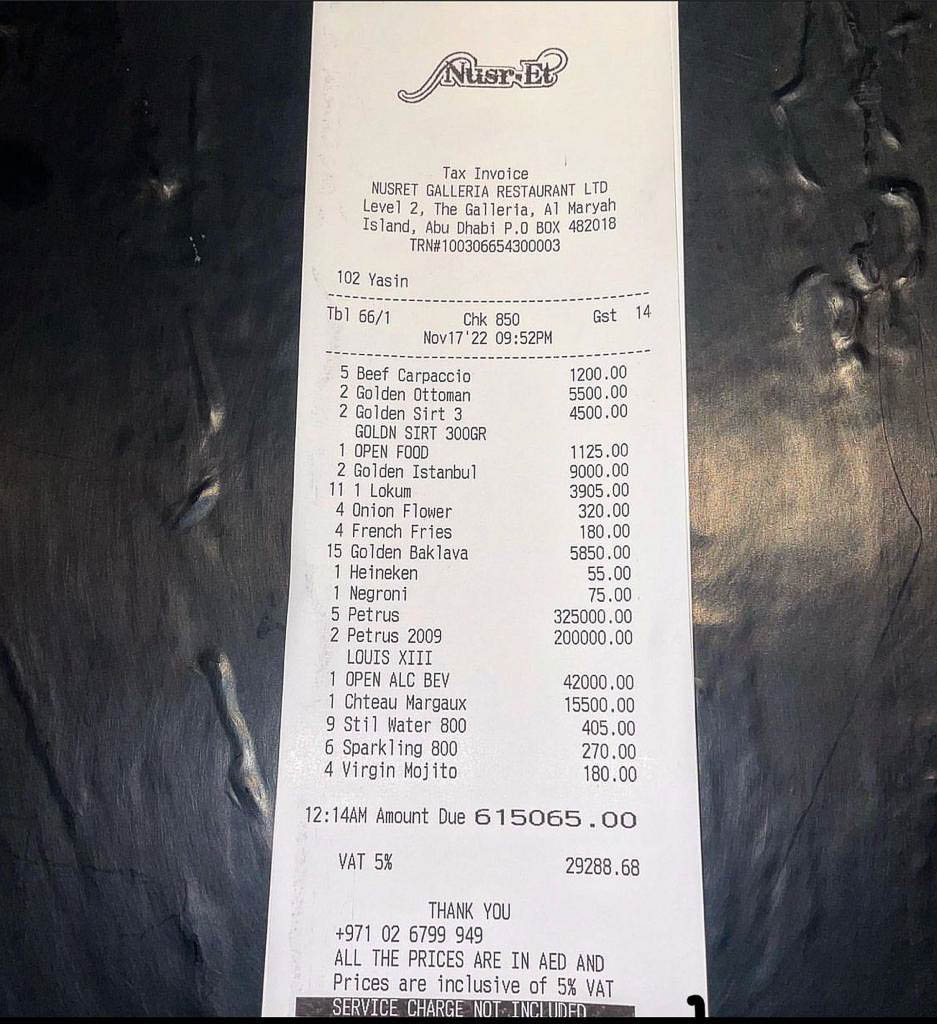 Nusr-Et
Tax Invoice
NUSRET GALLERIA RESTAURANT LTD
Level 2, The Galleria, Al Maryah
Island, Abu Dhabi P.O BOX 482018
TRN#100306654300003
102 Yasin
Tbl 66/1 Chk 850 Gst 14
Nov17'22 09:52PM
5 Beef Carpaccio 1200.00
2 Golden Ottoman 5500.00
2 Golden Sirt 3 4500.00
GOLDN SIRT 300GR
1 OPEN FOOD 1125.00
2 Golden Istanbul 9000.00
11 1 Lokum 3905.00
4 Onion Flower 320.00
4 French Fries 180.00
15 Golden Baklava 5850.00
1 Heineken 55.00
1 Negroni 75.00
5 Petrus 325000.00
2 Petrus 2009 200000.00
LOUIS XIII
1 OPEN ALC BEV 42000.00
1 Chteau Margaux 15500.00
9 Stil Water 800 405.00
6 Sparkling 800 270.00
4 Virgin Mojito 180.00
12:14AM Amount Due 615065.00
VAT 5% 29288.68
THANK YOU
+971 02 6799 949
ALL THE PRICES ARE IN AED AND
Prices are inclusive of 5% VAT
SERVICE CHARGE NOT INCLUDED